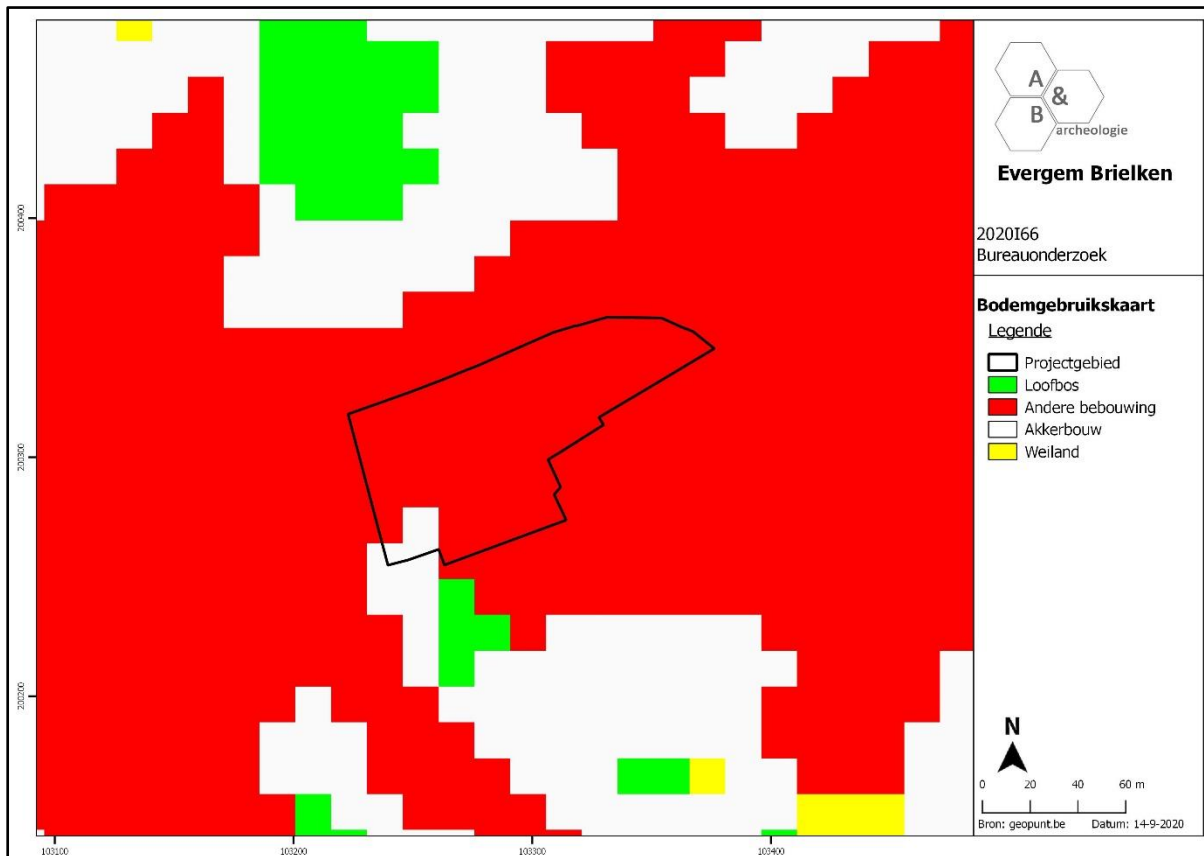 A
&
B
archeologie
Evergem Brielken
2020I66
Bureauonderzoek
Bodemgebruikskaart
Legende
Projectgebied
Loofbos
Andere bebouwing
Akkerbouw
Weiland
N
0 20 40 60 m
Bron: geopunt.be Datum: 14-9-2020
200400
200300
200200
103100 103200 103300 103400